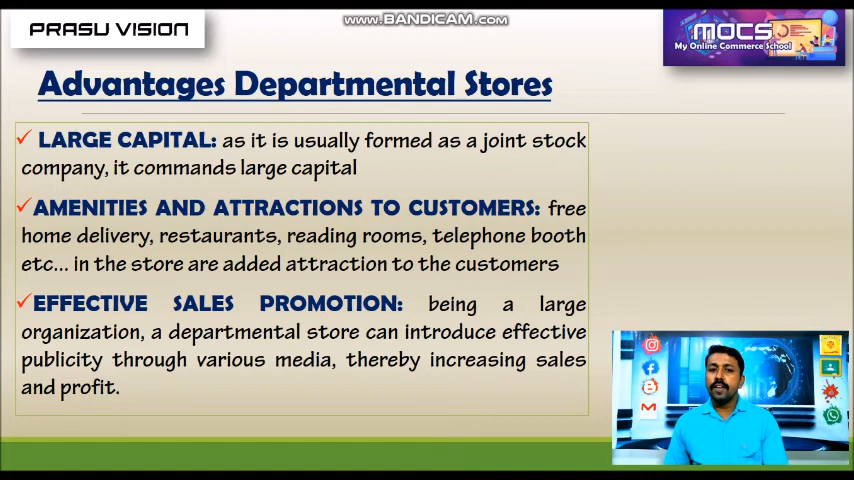 www.BANDICAM.com
PRASU VISION
MOCS
My Online Commerce School
Advantages Departmental Stores
LARGE CAPITAL: as it is usually formed as a joint stock
company, it commands large capital
AMENITIES AND ATTRACTIONS TO CUSTOMERS: free
home delivery, restaurants, reading rooms, telephone booth
etc... in the store are added attraction to the customers
EFFECTIVE SALES PROMOTION: being a large
organization, a departmental store can introduce effective
publicity through various media, thereby increasing sales
and profit.